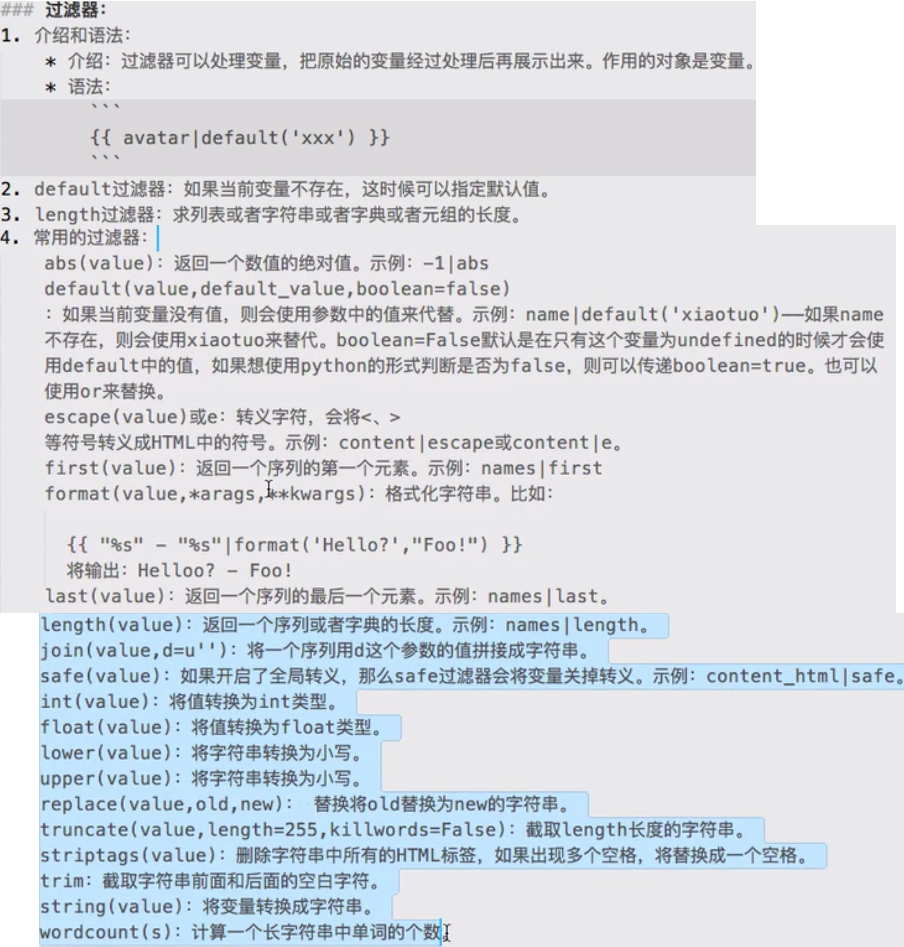 ### 过滤器：
1. 介绍和语法：
* 介绍：过滤器可以处理变量，把原始的变量经过处理后再展示出来。作用的对象是变量。
* 语法：
```
{{ avatar|default('xxx') }}
```
2. default过滤器：如果当前变量不存在，这时候可以指定默认值。
3. length过滤器：求列表或者字符串或者字典或者元组的长度。
4. 常用的过滤器：
abs(value)：返回一个数值的绝对值。示例：-1|abs
default(value,default_value,boolean=false)
：如果当前变量没有值，则会使用参数中的值来代替。示例：name|default('xiaotuo')——如果name
不存在，则会使用xiaotuo来替代。boolean=False默认是在只有这个变量为undefined的时候才会使
用default中的值，如果想使用python的形式判断是否为false，则可以传递boolean=true。也可以
使用or来替换。
escape(value)或e：转义字符，会将<、>
等符号转义成HTML中的符号。示例：content|escape或content|e。
first(value)：返回一个序列的第一个元素。示例：names|first
format(value,*arags,**kwargs)：格式化字符串。比如：
{{ "%s" - "%s"|format('Hello?',"Foo!") }}
将输出：Helloo? - Foo!
last(value)：返回一个序列的最后一个元素。示例：names|last。
length(value)：返回一个序列或者字典的长度。示例：names|length。
join(value,d=u'')：将一个序列用d这个参数的值拼接成字符串。
safe(value)：如果开启了全局转义，那么safe过滤器会将变量关掉转义。示例：content_html|safe。
int(value)：将值转换为int类型。
float(value)：将值转换为float类型。
lower(value)：将字符串转换为小写。
upper(value)：将字符串转换为小写。
replace(value,old,new)： 替换将old替换为new的字符串。
truncate(value,length=255,killwords=False)：截取length长度的字符串。
striptags(value)：删除字符串中所有的HTML标签，如果出现多个空格，将替换成一个空格。
trim：截取字符串前面和后面的空白字符。
string(value)：将变量转换成字符串。
wordcount(s)：计算一个长字符串中单词的个数